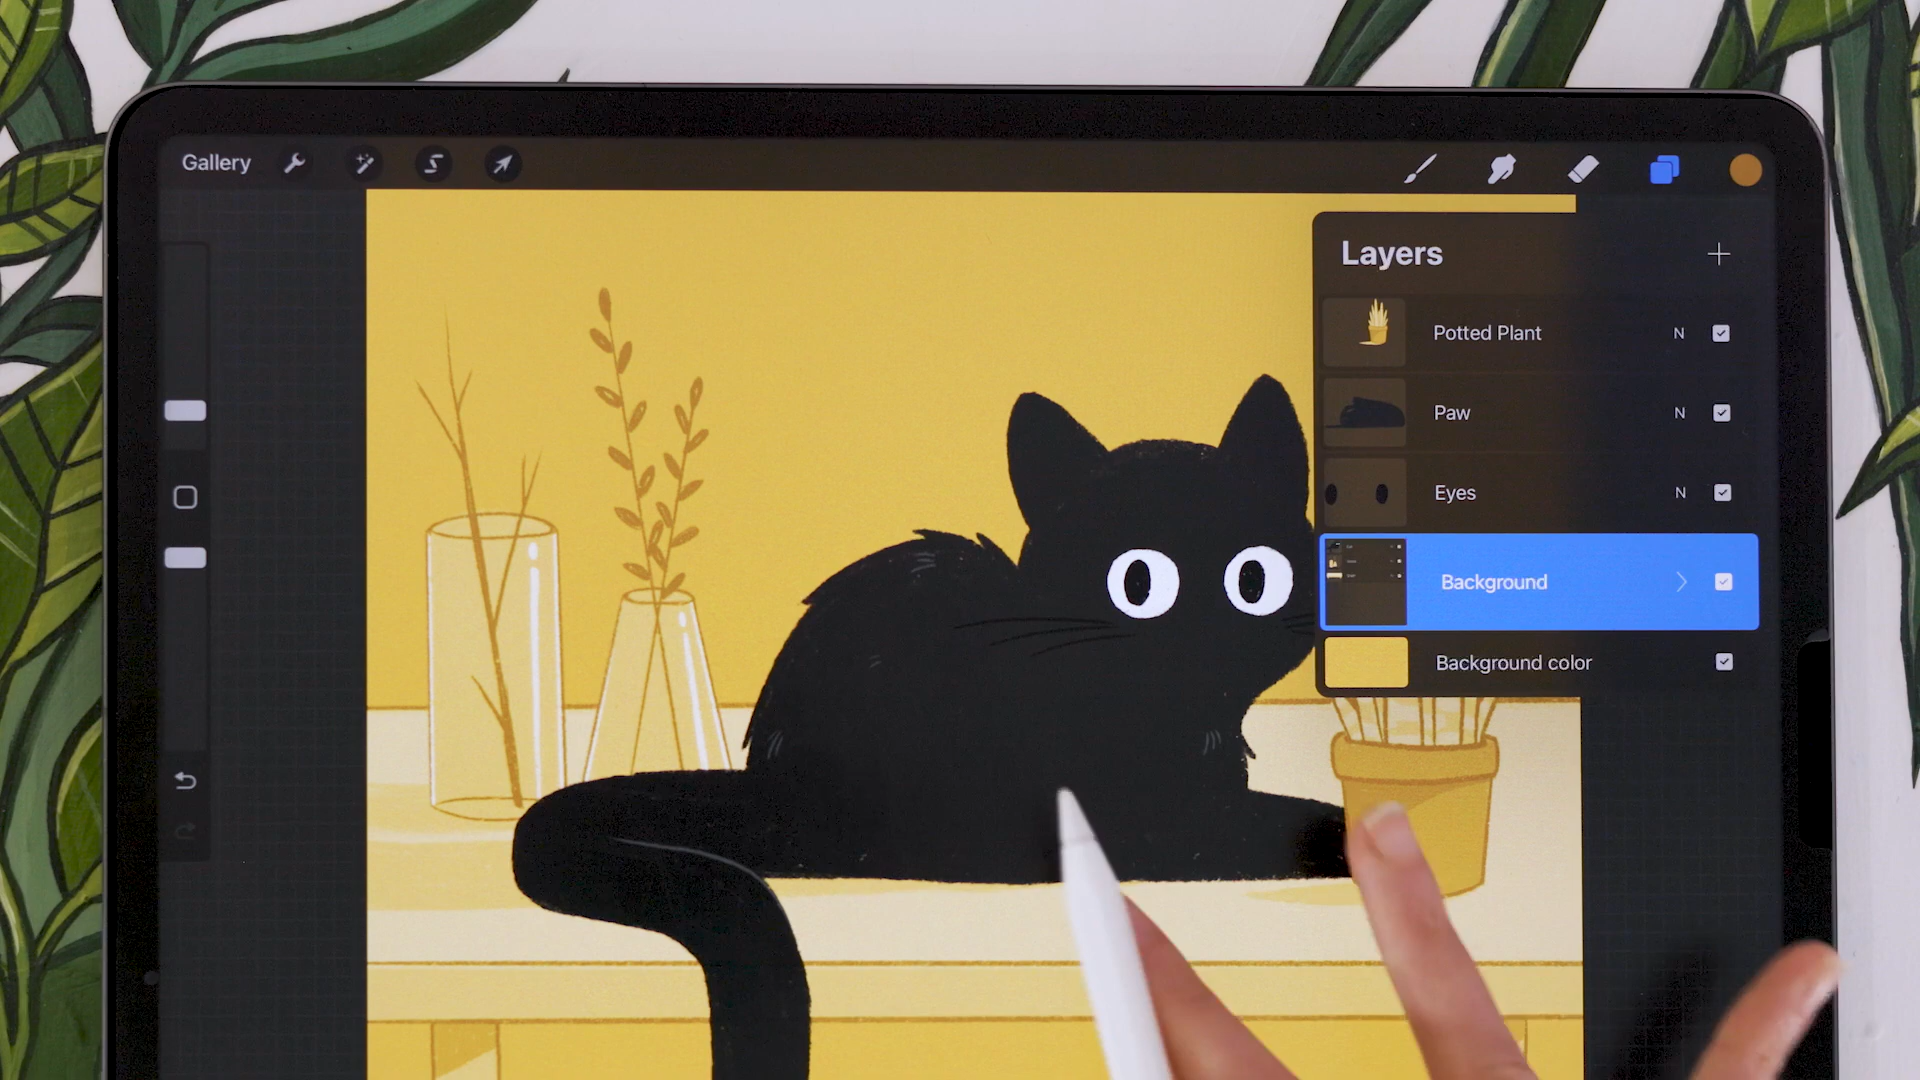 Gallery
Layers
Potted Plant N
Paw N
Eyes N
Background
Background color